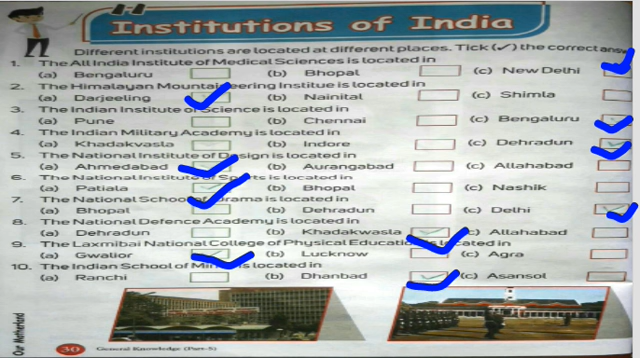 Institutions of India
Different institutions are located at different places. Tick (✓) the correct answ
1. The All India Institute of Medical Sciences is located in
(a) Bengaluru (b) Bhopal (c) New Delhi
2. The Himalayan Mountaineering Institue is located in
(a) Darjeeling (b) Nainital (c) Shimla
3. The Indian Institute of Science is located in
(a) Pune (b) Chennai (c) Bengaluru
4. The Indian Military Academy is located in
(a) Khadakvasla (b) Indore (c) Dehradun
5. The National Institute of Design is located in
(a) Ahmedabad (b) Aurangabad (c) Allahabad
6. The National Institute of Sports is located in
(a) Patiala (b) Bhopal (c) Nashik
7. The National School of Drama is located in
(a) Bhopal (b) Dehradun (c) Delhi
8. The National Defence Academy is located in
(a) Dehradun (b) Khadakwasla (c) Allahabad
9. The Laxmibai National College of Physical Education is located in
(a) Gwalior (b) Lucknow (c) Agra
10. The Indian School of Mines is located in
(a) Ranchi (b) Dhanbad (c) Asansol
Our Motherland
30 General Knowledge (Part-5)